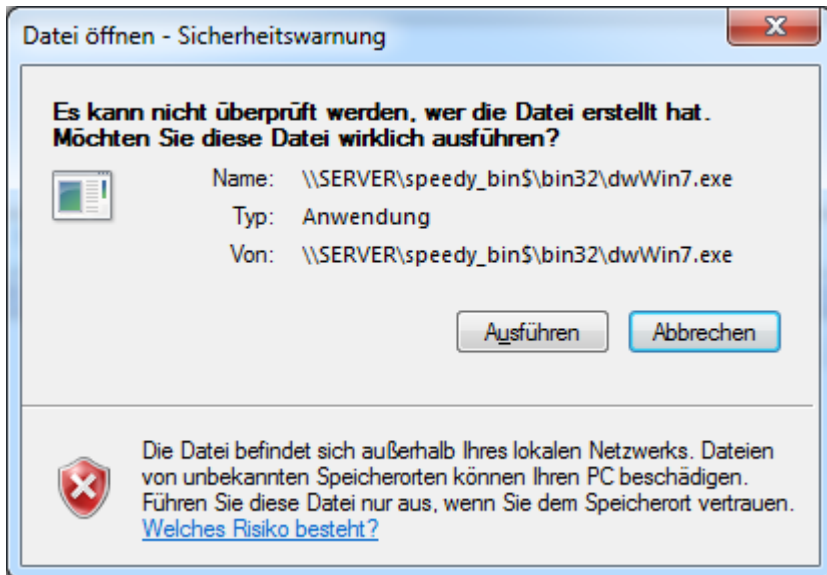 Datei öffnen - Sicherheitswarnung
Es kann nicht überprüft werden, wer die Datei erstellt hat.
Möchten Sie diese Datei wirklich ausführen?
Name: \\SERVER\speedy_bin$\bin32\dwWin7.exe
Typ: Anwendung
Von: \\SERVER\speedy_bin$\bin32\dwWin7.exe
Ausführen Abbrechen
Die Datei befindet sich außerhalb Ihres lokalen Netzwerks. Dateien
von unbekannten Speicherorten können Ihren PC beschädigen.
Führen Sie diese Datei nur aus, wenn Sie dem Speicherort vertrauen.
Welches Risiko besteht?